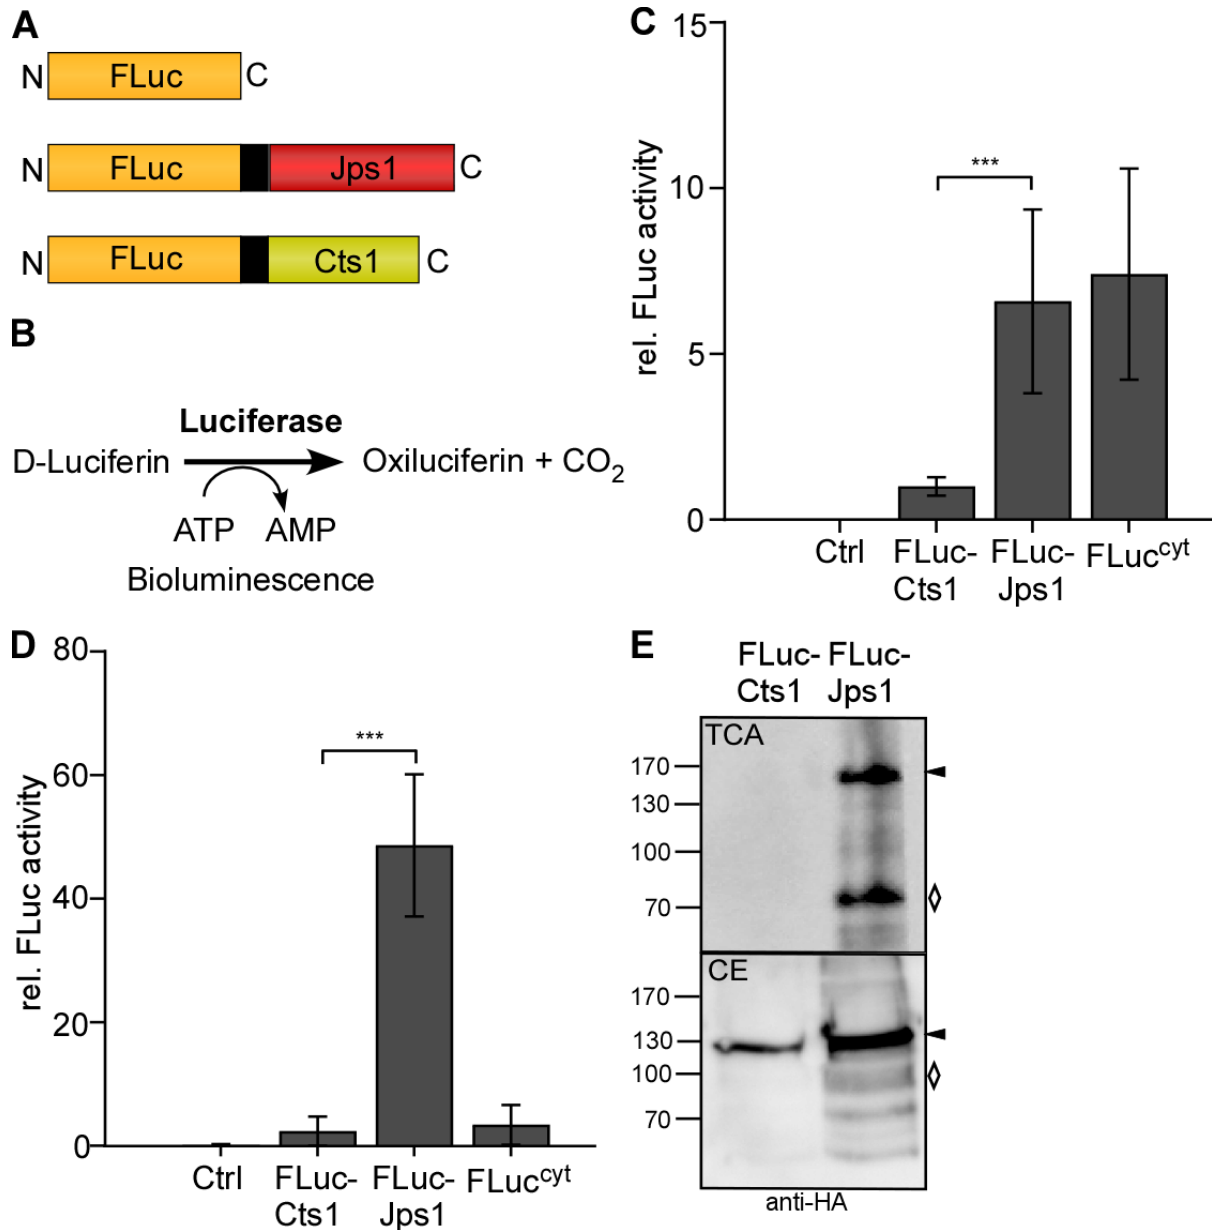 A
N FLuc C
N FLuc Jps1 C
N FLuc Cts1 C
B
Luciferase
D-Luciferin Oxiluciferin + CO2
ATP AMP
Bioluminescence
C
rel. FLuc activity
15
10
5
0
***
Ctrl FLuc-Cts1 FLuc-Jps1 FLuccyt
D
rel. FLuc activity
80
60
40
20
0
***
Ctrl FLuc-Cts1 FLuc-Jps1 FLuccyt
E
FLuc- FLuc-
Cts1 Jps1
TCA
170
130
100
70
CE
170
130
100
70
anti-HA